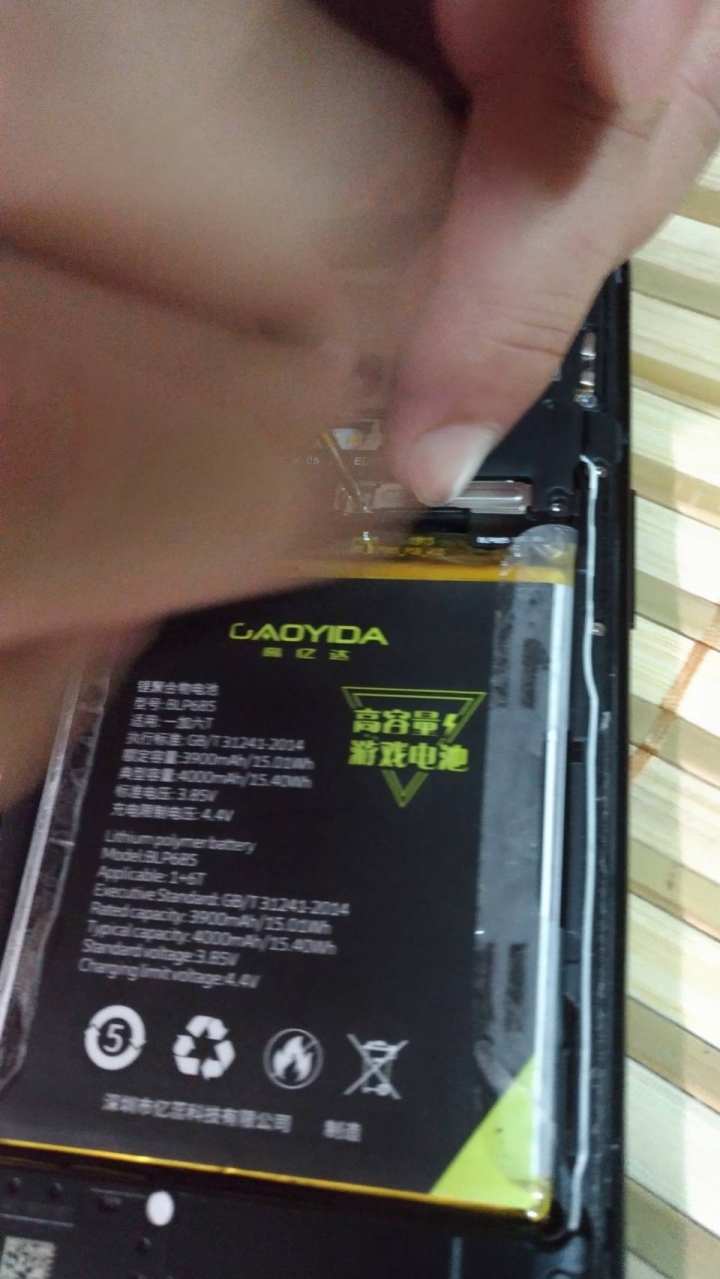 GAOYIDA
高亿达
锂聚合物电池
型号: BLP685
适用: 一加六T
执行标准: GB/T 31241-2014
额定容量:3900mAh/15.01Wh
典型容量:4000mAh/15.40Wh
标准电压: 3.85V
充电限制电压: 4.4V
高容量
游戏电池
Lithium polymer battery
Model:BLP685
Applicable: 1+6T
Executive Standard: GB/T 31241-2014
Rated capacity: 3900mAh/15.01Wh
Typical capacity: 4000mAh/15.40Wh
Standard voltage: 3.85V
Charging limit voltage:4.4V
5